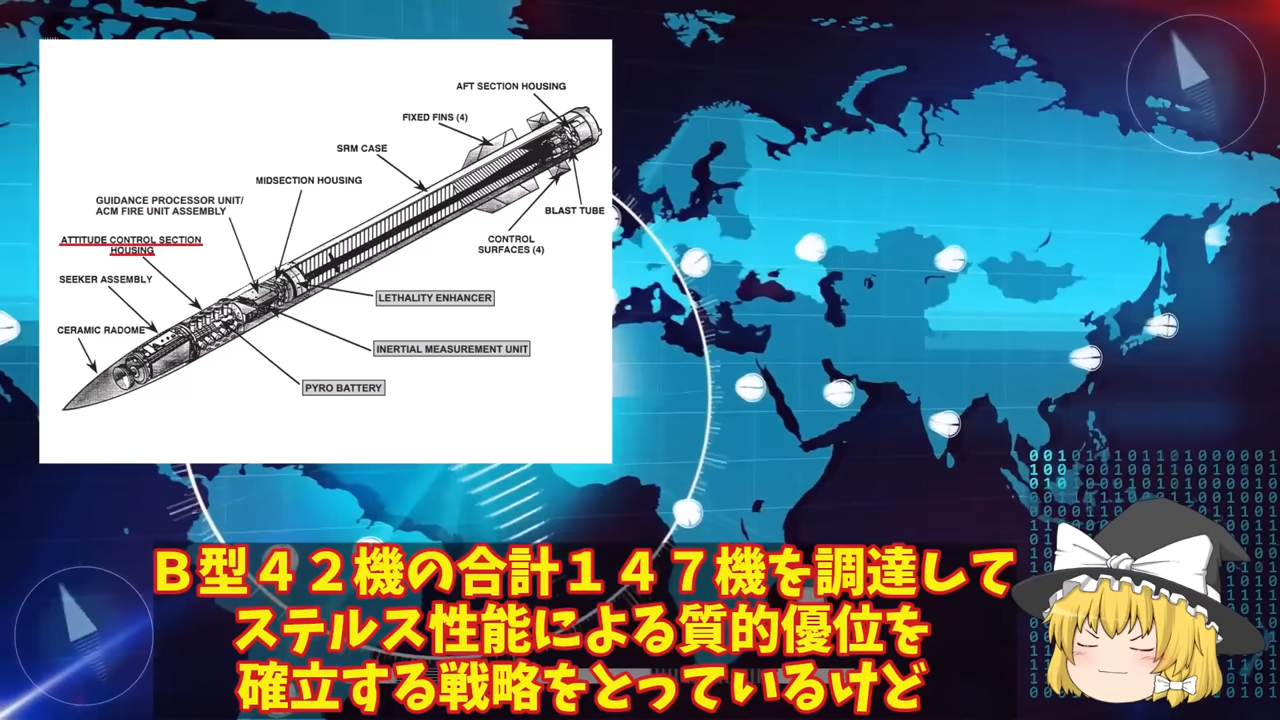 AFT SECTION HOUSING
FIXED FINS (4)
SRM CASE
MIDSECTION HOUSING
GUIDANCE PROCESSOR UNIT/
ACM FIRE UNIT ASSEMBLY
BLAST TUBE
ATTITUDE CONTROL SECTION
HOUSING
CONTROL
SURFACES (4)
SEEKER ASSEMBLY
LETHALITY ENHANCER
CERAMIC RADOME
INERTIAL MEASUREMENT UNIT
PYRO BATTERY
B型42機の合計147機を調達して
ステルス性能による質的優位を
確立する戦略をとっているけど